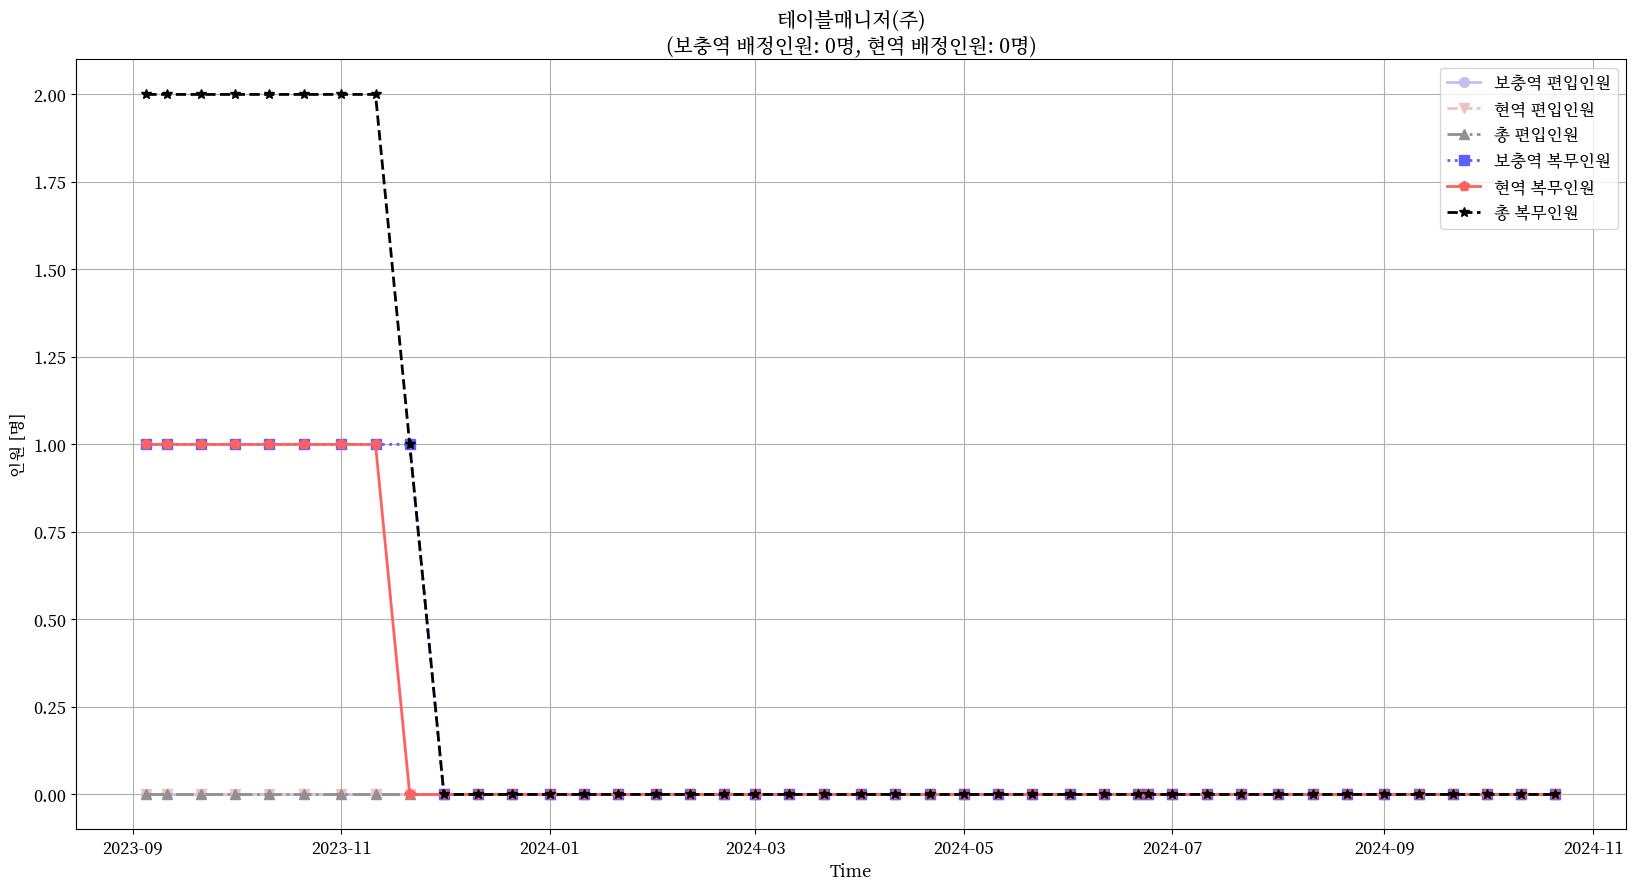 테이블매니저(주)
(보충역 배정인원: 0명, 현역 배정인원: 0명)
보충역 편입인원
현역 편입인원
총 편입인원
보충역 복무인원
현역 복무인원
총 복무인원
인원 [명]
2.00
1.75
1.50
1.25
1.00
0.75
0.50
0.25
0.00
2023-09
2023-11
2024-01
2024-03
2024-05
2024-07
2024-09
2024-11
Time